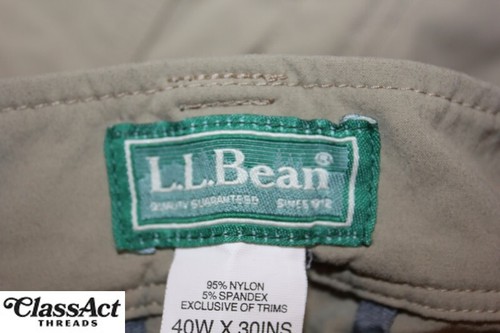 L.L.Bean®
QUALITY GUARANTEED SINCE 1912
95% NYLON
5% SPANDEX
EXCLUSIVE OF TRIMS
40W X 30INS
ClassAct
THREADS